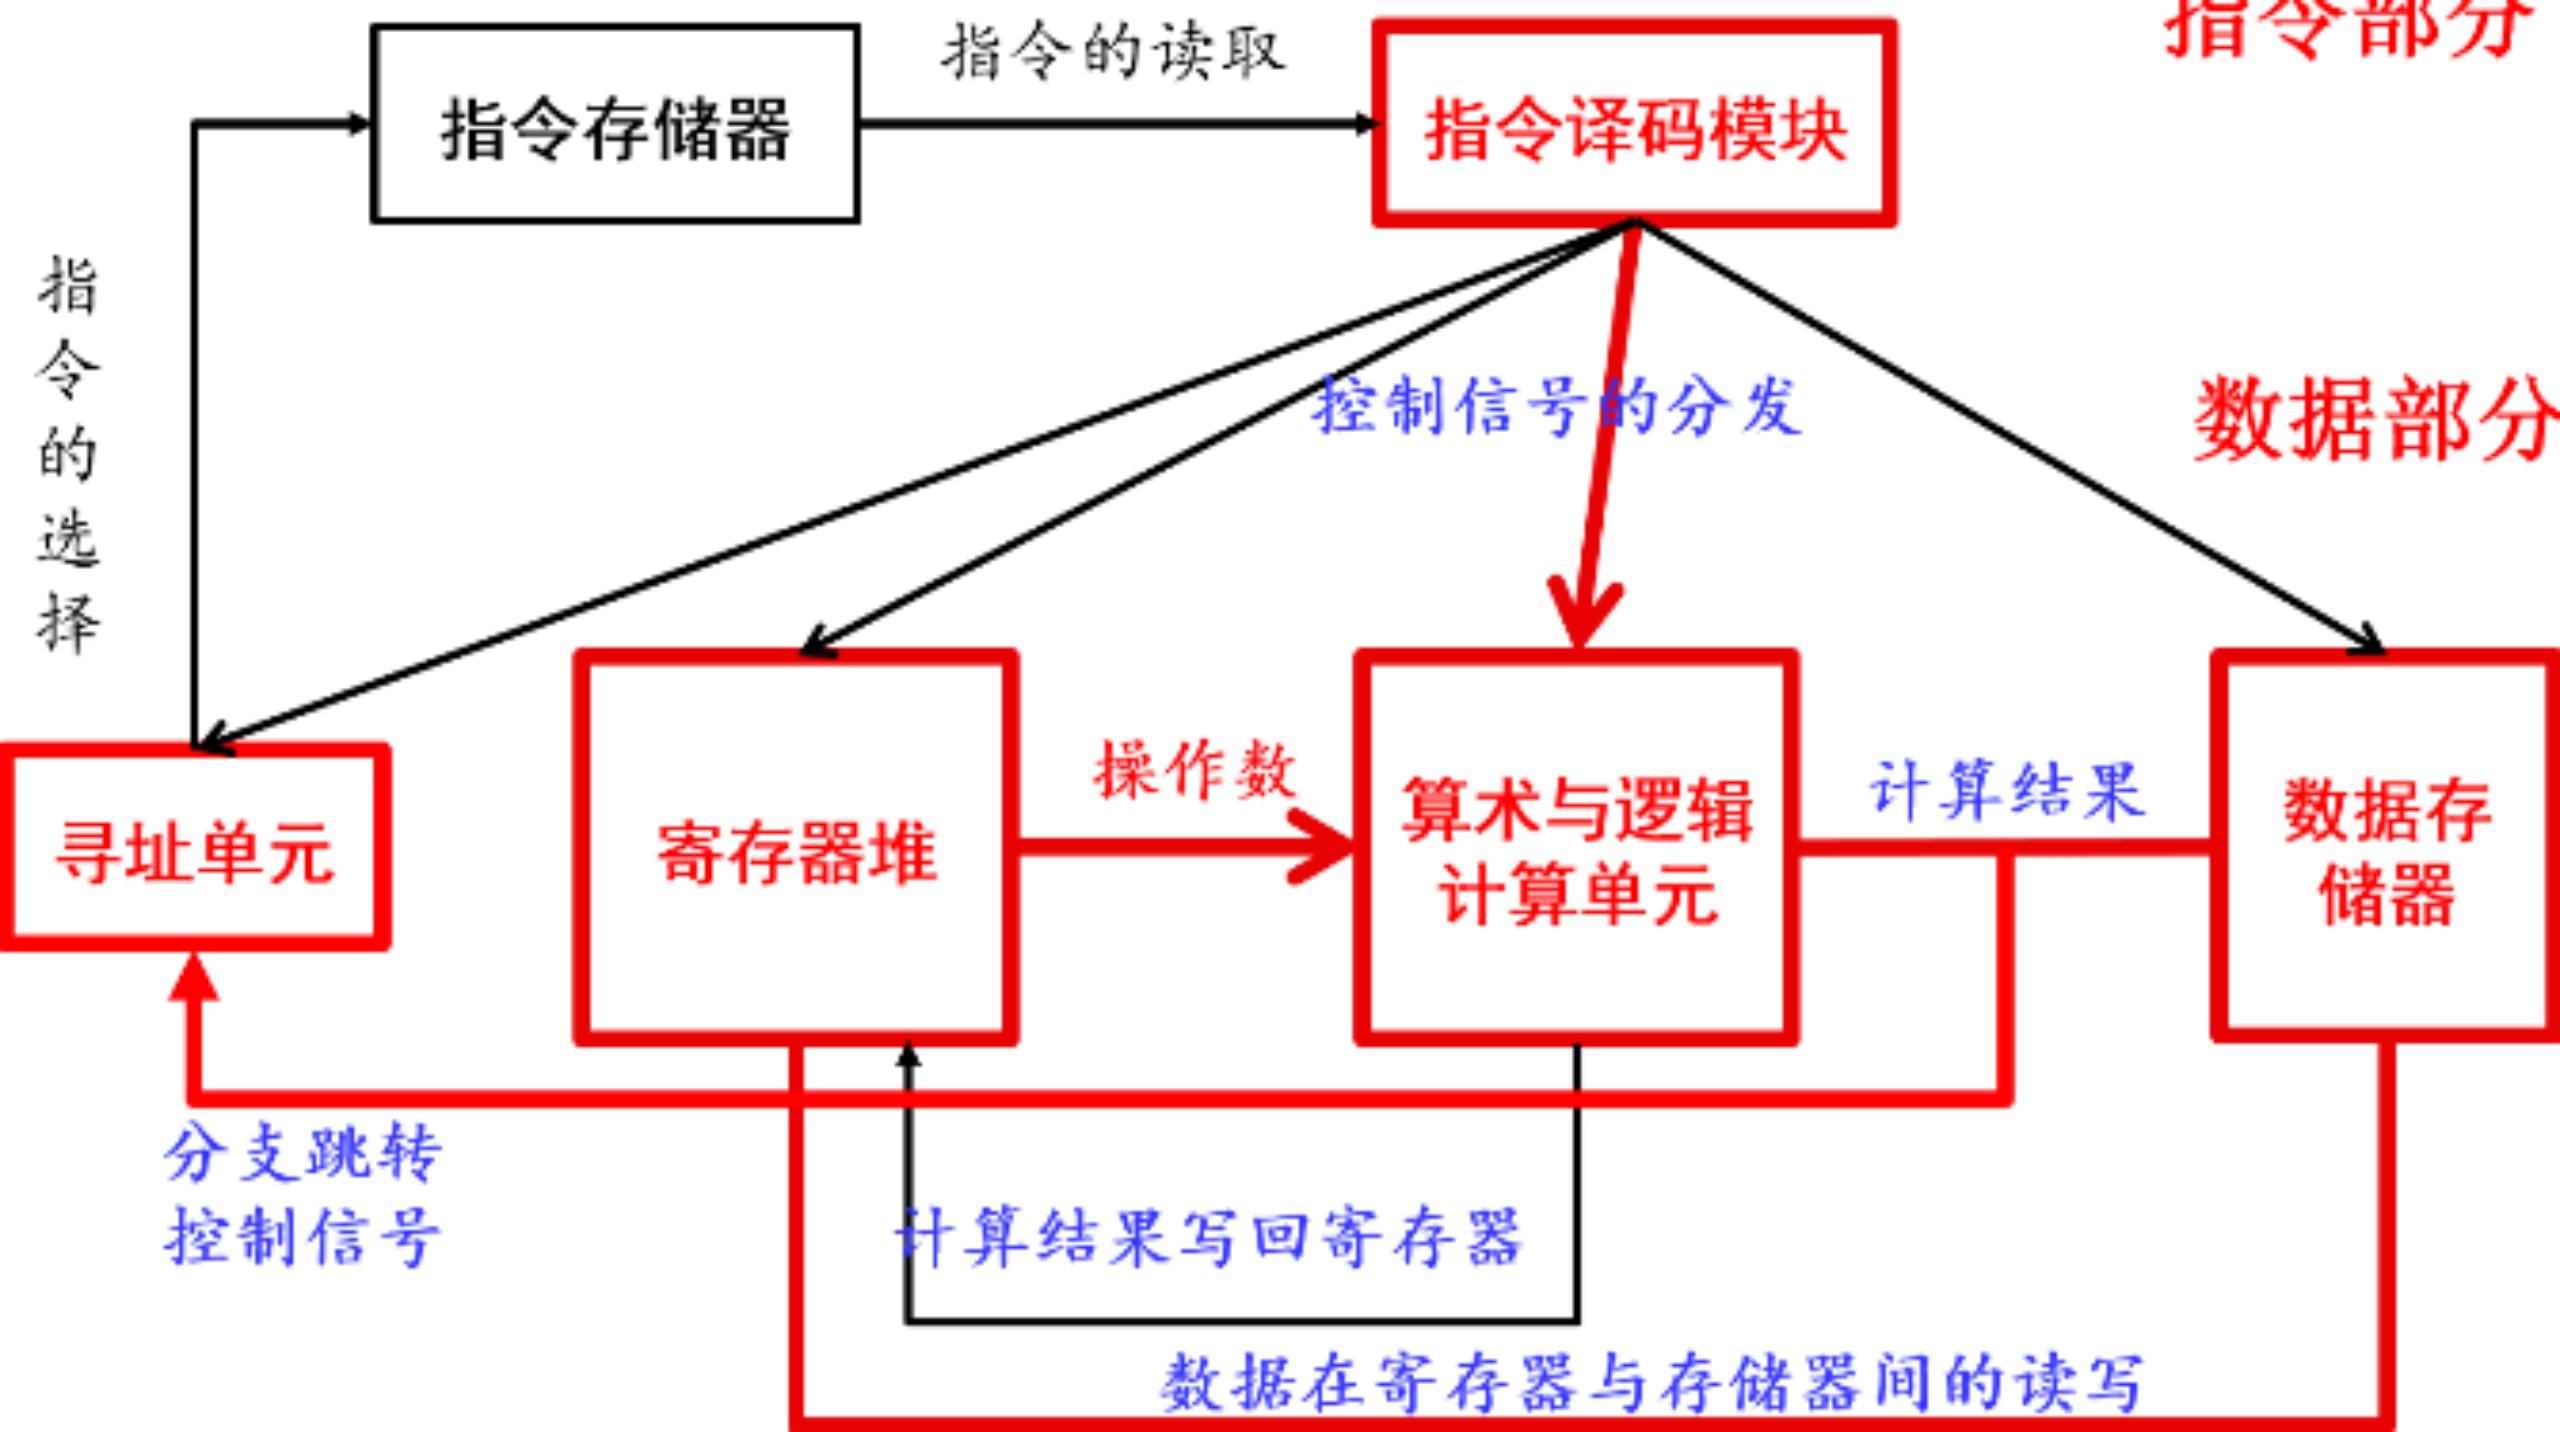 指令部分
指令的读取
指令存储器
指令译码模块
指令的选择
控制信号的分发
数据部分
寻址单元
寄存器堆
操作数
算术与逻辑
计算单元
计算结果
数据存
储器
分支跳转
控制信号
计算结果写回寄存器
数据在寄存器与存储器间的读写